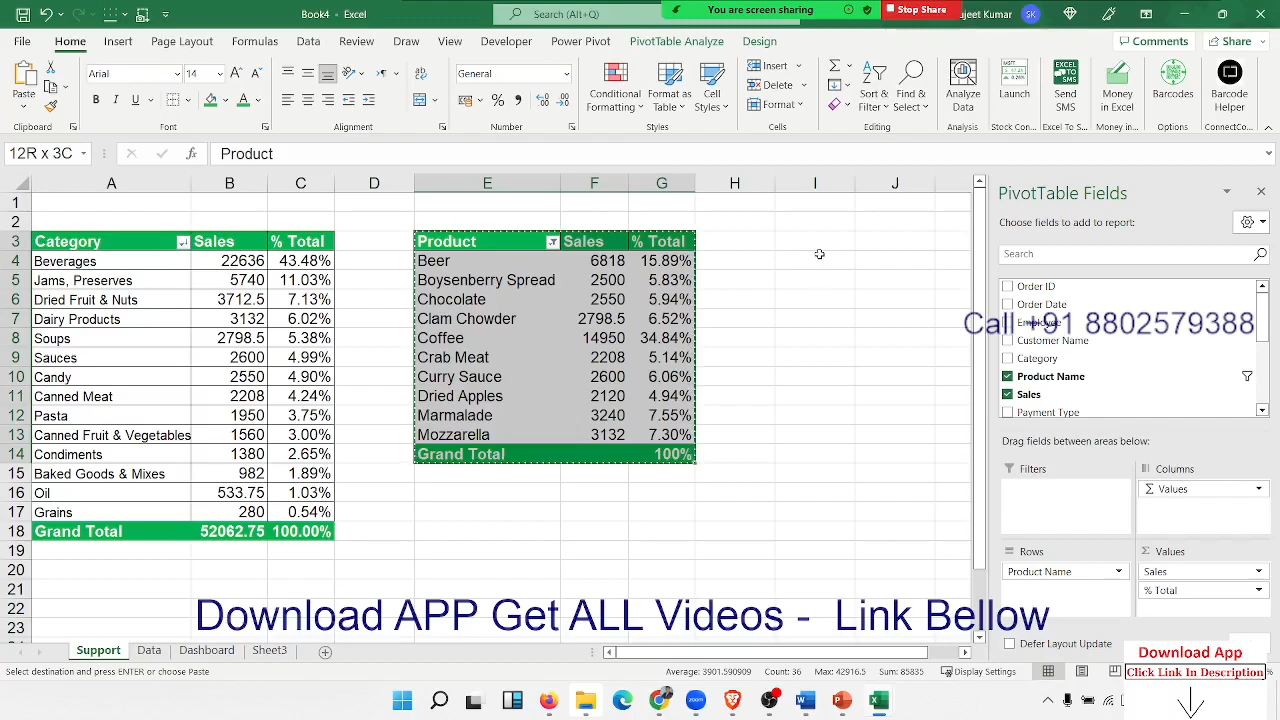 Book4 - Excel
Search (Alt+Q)
You are screen sharing
Stop Share
jeet Kumar
SK
File Home Insert Page Layout Formulas Data Review Draw View Developer Power Pivot PivotTable Analyze Design
Comments
Share
Paste
Arial
14
B I U
General
Conditional Formatting
Format as Table
Cell Styles
Insert
Delete
Format
Sort & Filter
Find & Select
Analyze Data
Launch
Send SMS
Money in Excel
Barcodes
Barcode Helper
Clipboard Font Alignment Number Styles Cells Editing Analysis Stock Con... Excel To S... Money in... ConnectCo...
12R x 3C
fx
Product
A B C D E F G H I J
1
2
3 Category Sales % Total Product Sales % Total
4 Beverages 22636 43.48% Beer 6818 15.89%
5 Jams, Preserves 5740 11.03% Boysenberry Spread 2500 5.83%
6 Dried Fruit & Nuts 3712.5 7.13% Chocolate 2550 5.94%
7 Dairy Products 3132 6.02% Clam Chowder 2798.5 6.52%
8 Soups 2798.5 5.38% Coffee 14950 34.84%
9 Sauces 2600 4.99% Crab Meat 2208 5.14%
10 Candy 2550 4.90% Curry Sauce 2600 6.06%
11 Canned Meat 2208 4.24% Dried Apples 2120 4.94%
12 Pasta 1950 3.75% Marmalade 3240 7.55%
13 Canned Fruit & Vegetables 1560 3.00% Mozzarella 3132 7.30%
14 Condiments 1380 2.65% Grand Total 100%
15 Baked Goods & Mixes 982 1.89%
16 Oil 533.75 1.03%
17 Grains 280 0.54%
18 Grand Total 52062.75 100.00%
19
20
21
22
23
PivotTable Fields
Choose fields to add to report:
Search
Order ID
Order Date
Employee
Call +91 8802579388
Customer Name
Category
Product Name
Sales
Payment Type
Drag fields between areas below:
Filters
Columns
Σ Values
Rows
Σ Values
Product Name
Sales
% Total
Defer Layout Update
Download APP Get ALL Videos - Link Bellow
Support Data Dashboard Sheet3
Download App
Click Link In Description
Select destination and press ENTER or choose Paste
Average: 3901.590909 Count: 36 Max: 42916.5 Sum: 85835
Display Settings
zoom